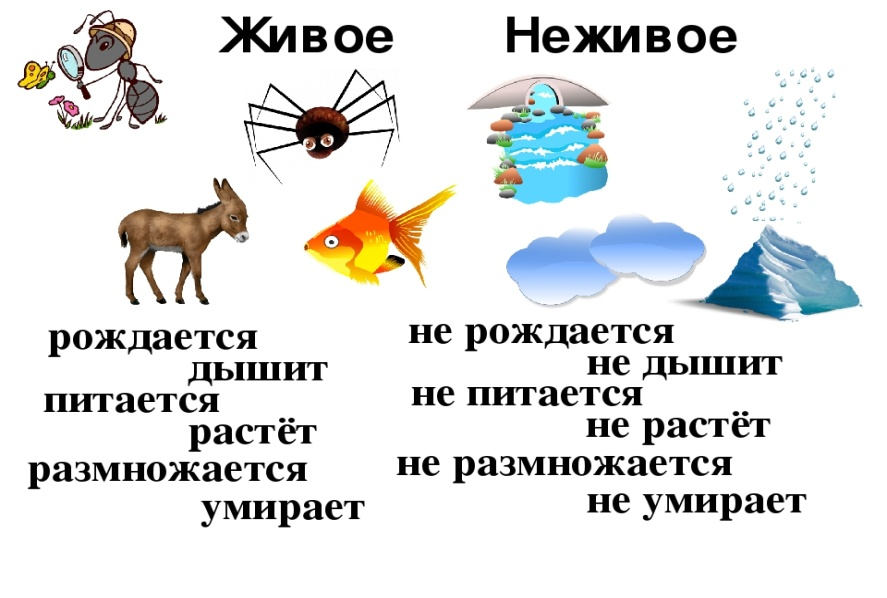 Живое
Неживое
рождается
дышит
питается
растёт
размножается
умирает
не рождается
не дышит
не питается
не растёт
не размножается
не умирает